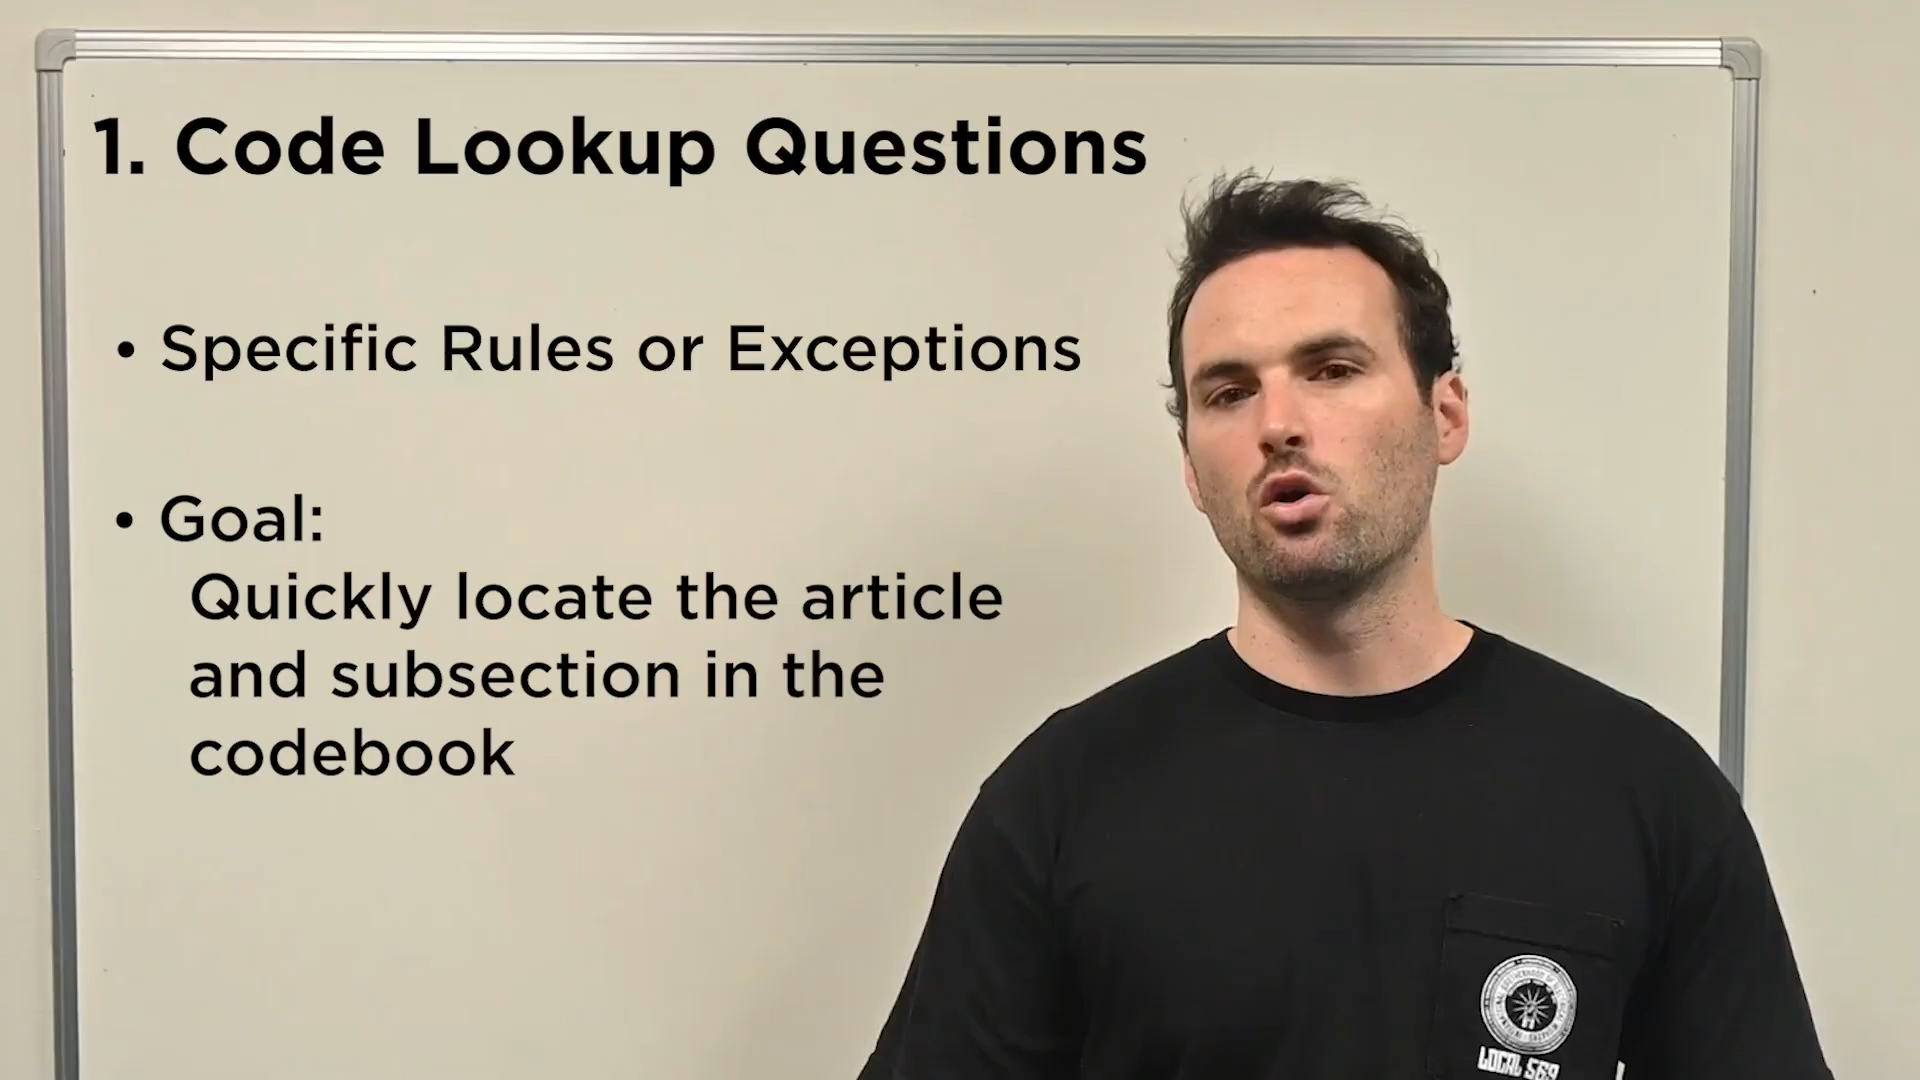 1. Code Lookup Questions
• Specific Rules or Exceptions
• Goal:
Quickly locate the article
and subsection in the
codebook
LOCAL 569